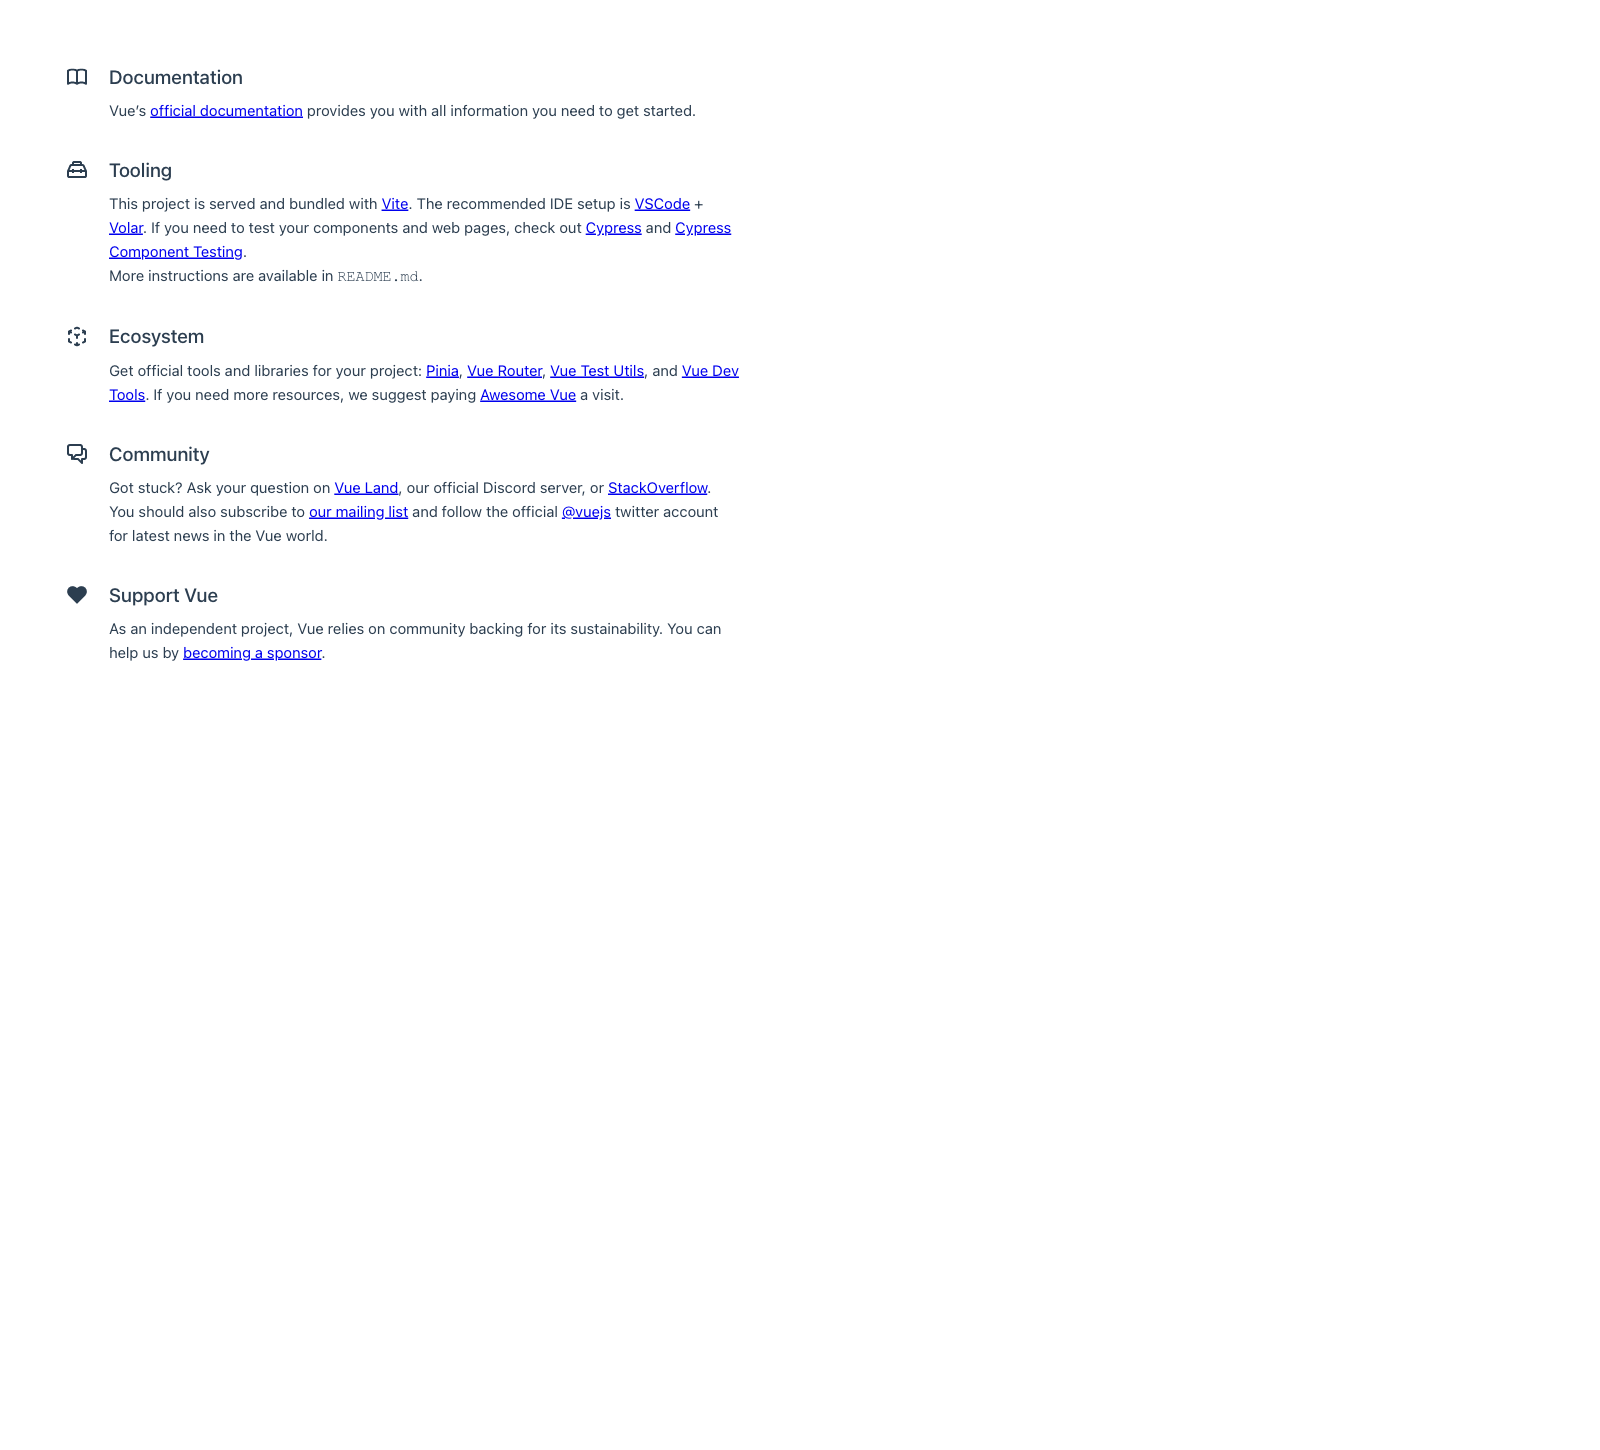 Documentation
Vue’s official documentation provides you with all information you need to get started.
Tooling
This project is served and bundled with Vite. The recommended IDE setup is VSCode +
Volar. If you need to test your components and web pages, check out Cypress and Cypress
Component Testing.
More instructions are available in README.md.
Ecosystem
Get official tools and libraries for your project: Pinia, Vue Router, Vue Test Utils, and Vue Dev
Tools. If you need more resources, we suggest paying Awesome Vue a visit.
Community
Got stuck? Ask your question on Vue Land, our official Discord server, or StackOverflow.
You should also subscribe to our mailing list and follow the official @vuejs twitter account
for latest news in the Vue world.
Support Vue
As an independent project, Vue relies on community backing for its sustainability. You can
help us by becoming a sponsor.